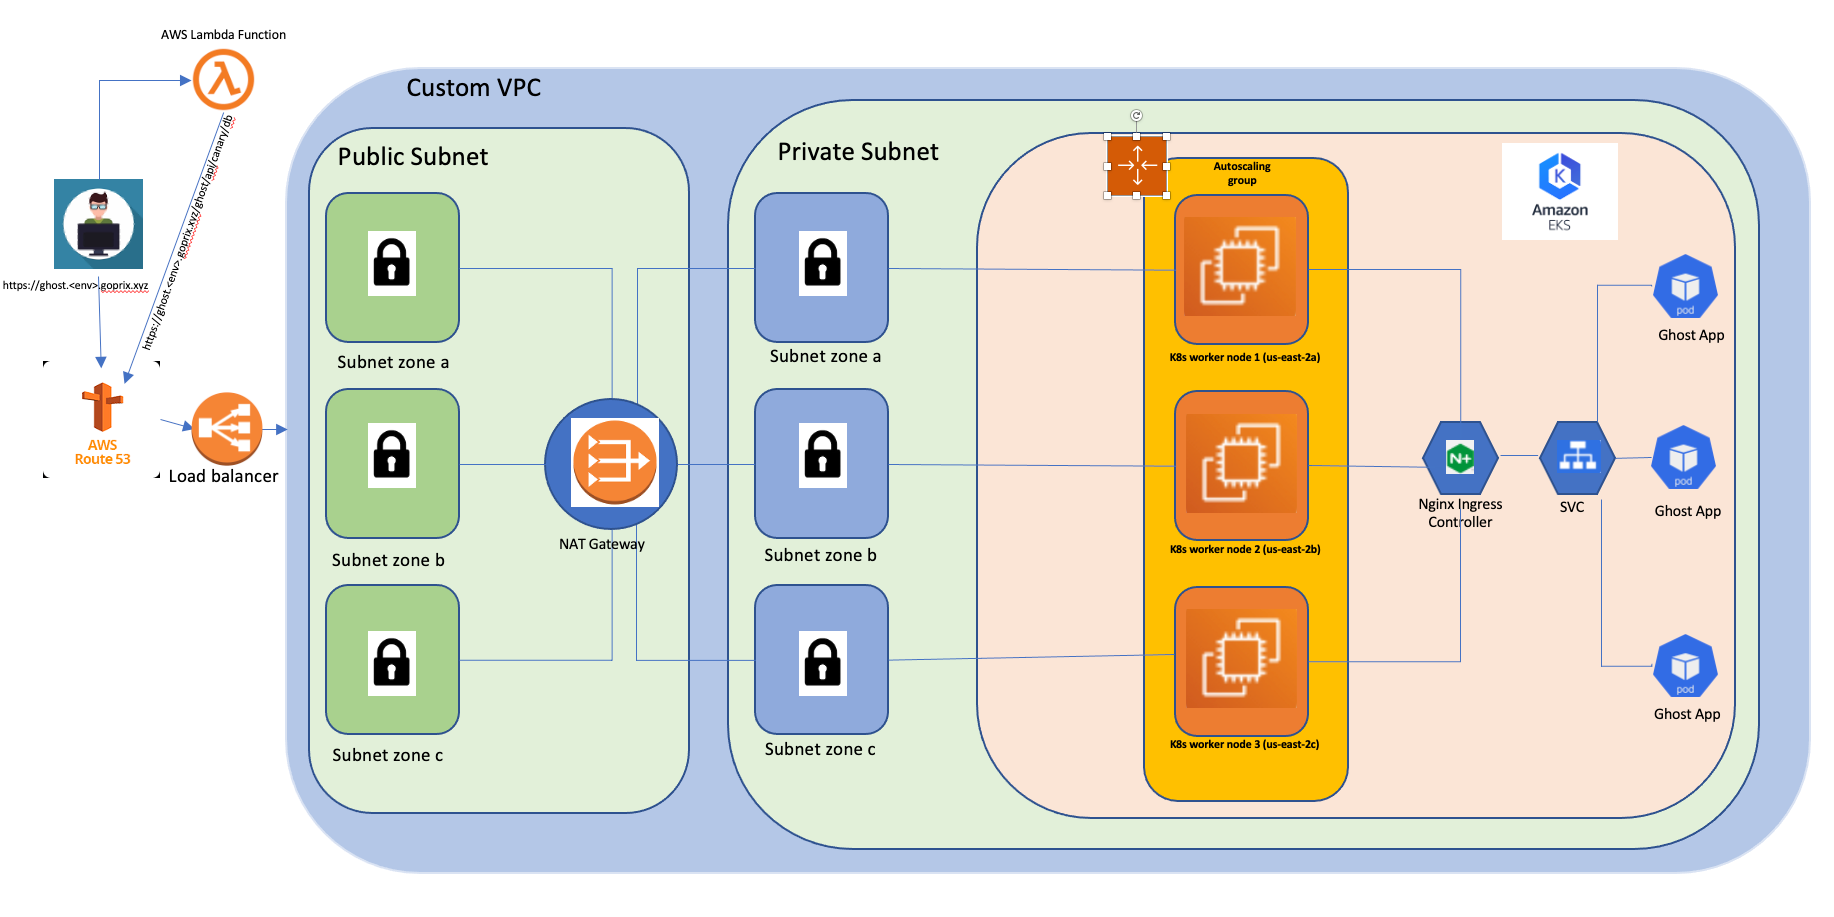 AWS Lambda Function
Custom VPC
Public Subnet
Private Subnet
Autoscaling
group
Amazon
EKS
https://ghost.<env>.goprix.xyz
https://ghost.<env>.goprix.xyz/ghost/api/canary/db
AWS
Route 53
Load balancer
Subnet zone a
Subnet zone b
Subnet zone c
NAT Gateway
Subnet zone a
Subnet zone b
Subnet zone c
K8s worker node 1 (us-east-2a)
K8s worker node 2 (us-east-2b)
K8s worker node 3 (us-east-2c)
N+
Nginx Ingress
Controller
SVC
pod
Ghost App
pod
Ghost App
pod
Ghost App